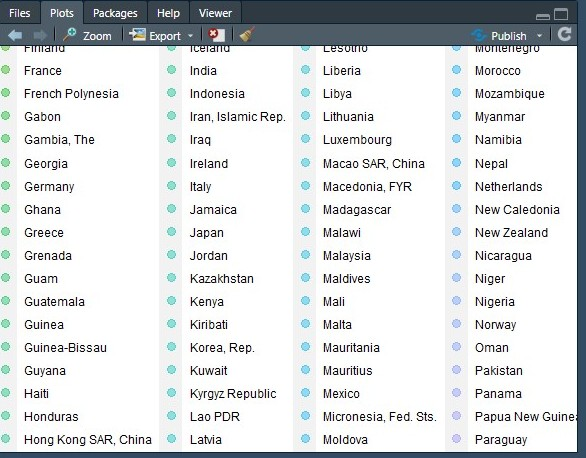 Files Plots Packages Help Viewer
Zoom Export Publish
Finland Iceland Lesotho Montenegro
France India Liberia Morocco
French Polynesia Indonesia Libya Mozambique
Gabon Iran, Islamic Rep. Lithuania Myanmar
Gambia, The Iraq Luxembourg Namibia
Georgia Ireland Macao SAR, China Nepal
Germany Italy Macedonia, FYR Netherlands
Ghana Jamaica Madagascar New Caledonia
Greece Japan Malawi New Zealand
Grenada Jordan Malaysia Nicaragua
Guam Kazakhstan Maldives Niger
Guatemala Kenya Mali Nigeria
Guinea Kiribati Malta Norway
Guinea-Bissau Korea, Rep. Mauritania Oman
Guyana Kuwait Mauritius Pakistan
Haiti Kyrgyz Republic Mexico Panama
Honduras Lao PDR Micronesia, Fed. Sts. Papua New Guinea
Hong Kong SAR, China Latvia Moldova Paraguay